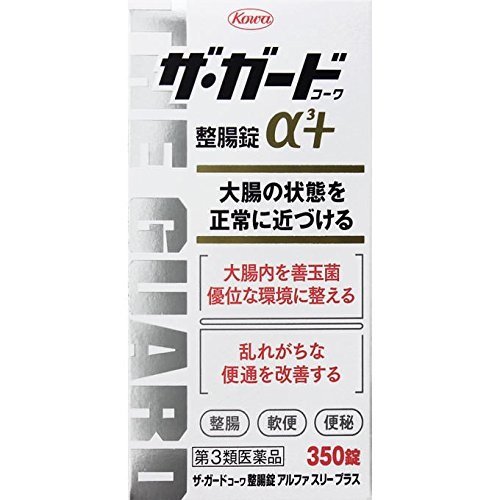 Kowa
THE GUARD
ザ・ガード
コーワ
整腸錠 α³+
大腸の状態を
正常に近づける
大腸内を善玉菌
優位な環境に整える
乱れがちな
便通を改善する
整腸 軟便 便秘
第3類医薬品 350錠
ザ・ガードコーワ整腸錠 アルファ スリー プラス